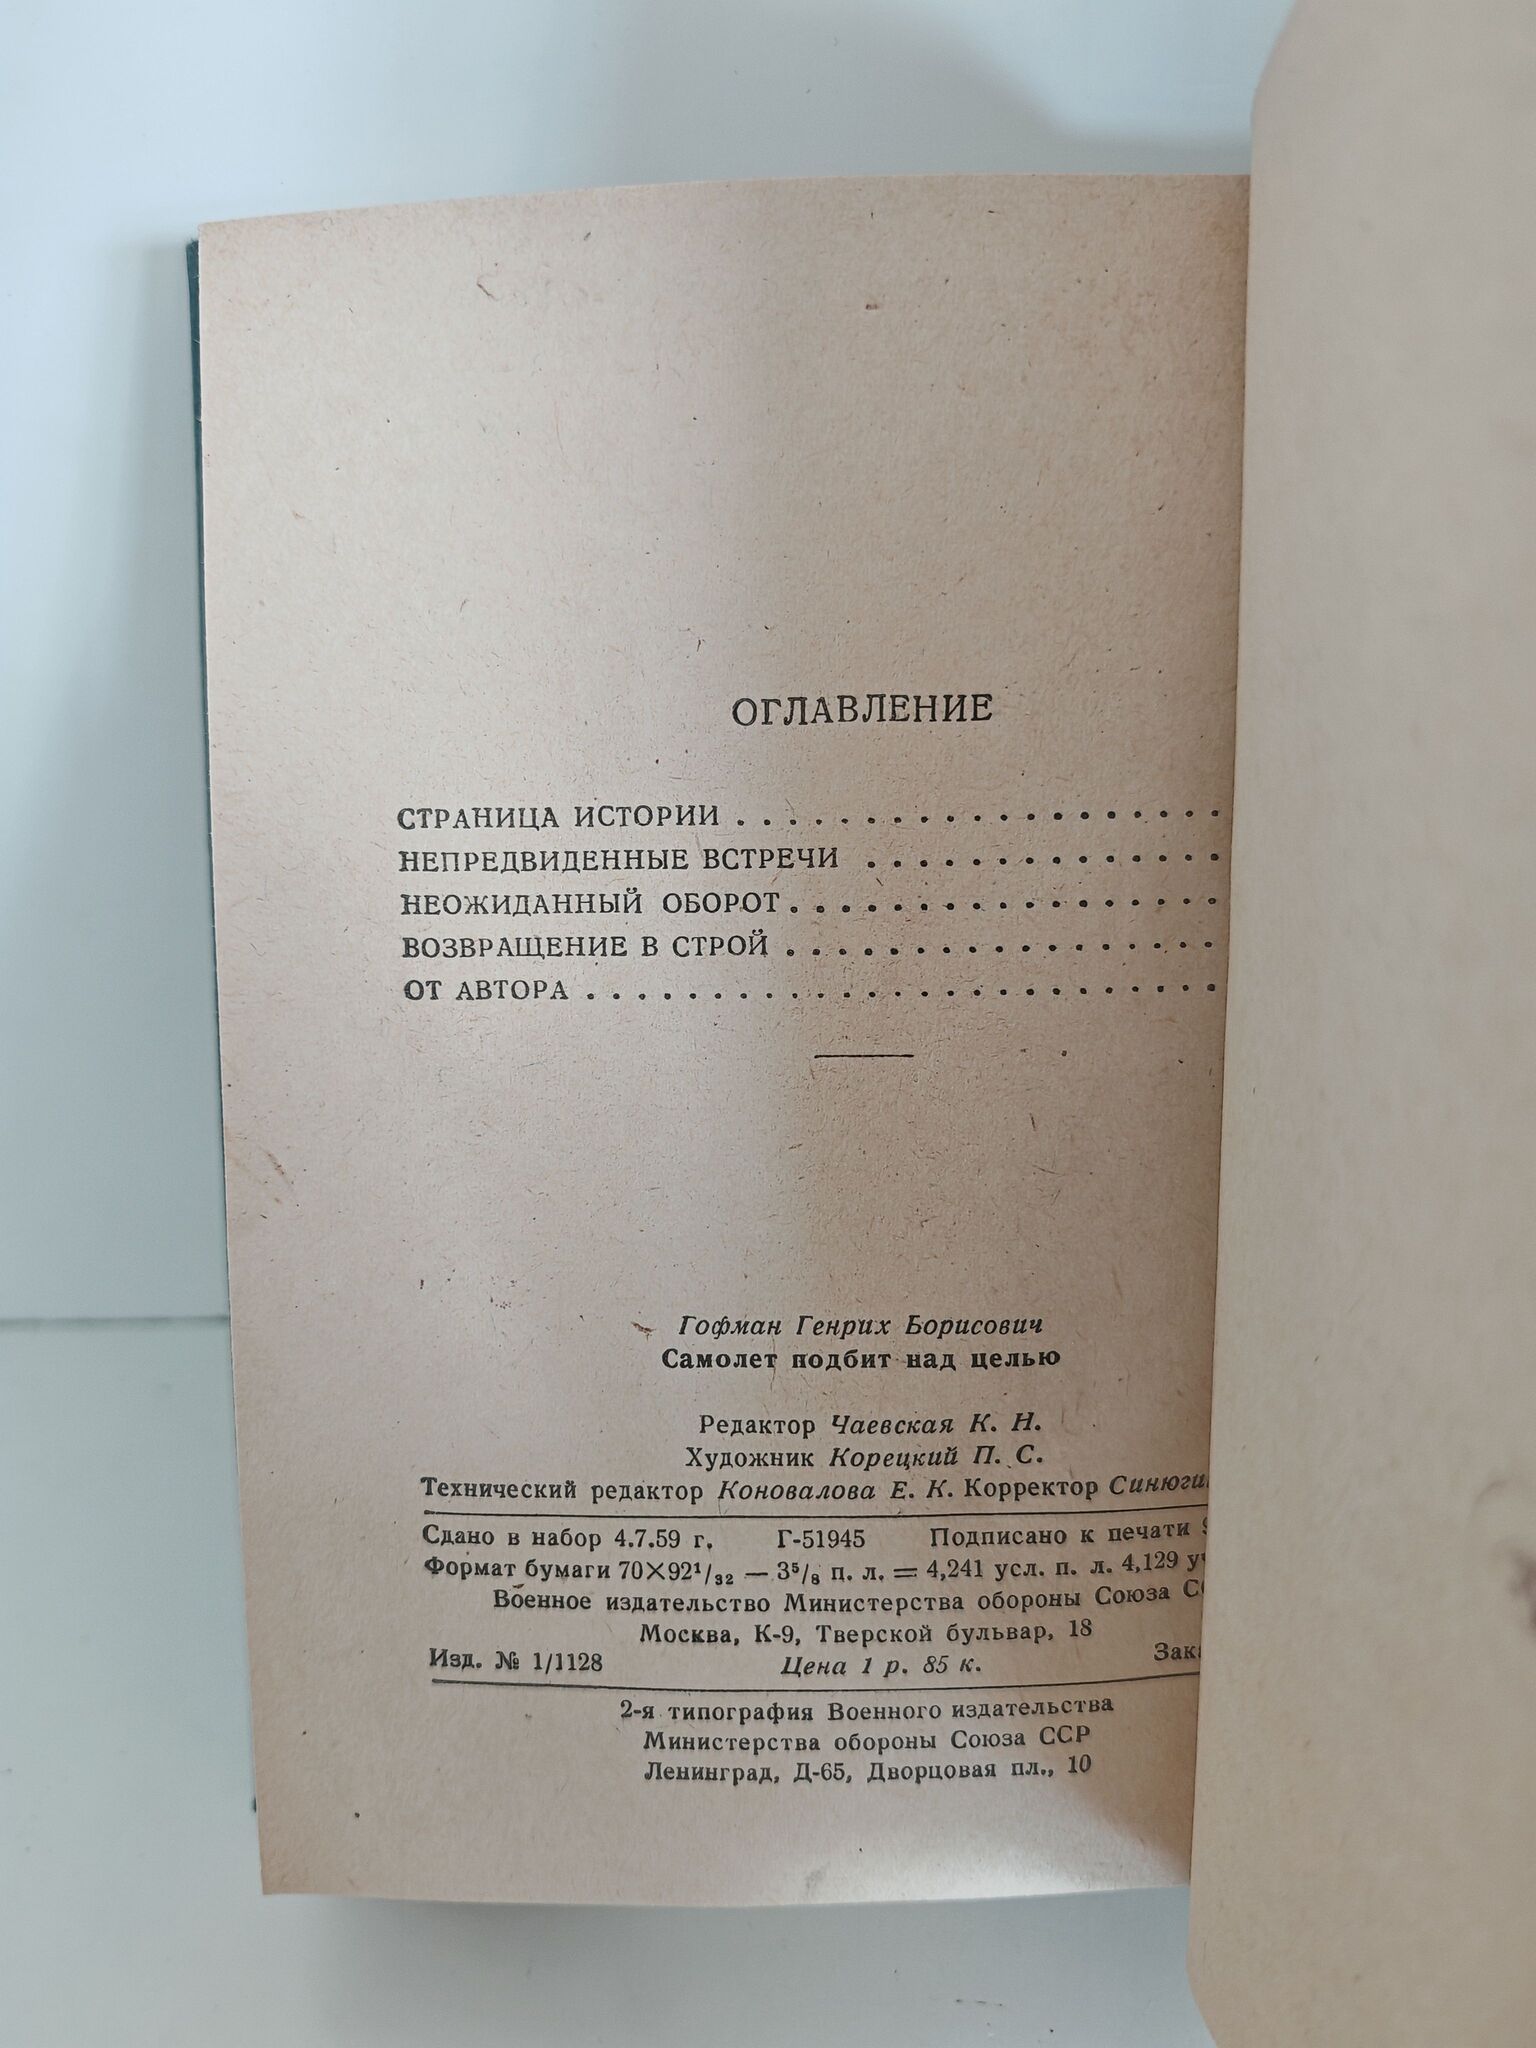 ОГЛАВЛЕНИЕ
СТРАНИЦА ИСТОРИИ . . . . . . . . . . . . . . . . . . .
НЕПРЕДВИДЕННЫЕ ВСТРЕЧИ . . . . . . . . . . . . . .
НЕОЖИДАННЫЙ ОБОРОТ . . . . . . . . . . . . . . . . .
ВОЗВРАЩЕНИЕ В СТРОЙ . . . . . . . . . . . . . . . . .
ОТ АВТОРА . . . . . . . . . . . . . . . . . . . . . . . . .
Гофман Генрих Борисович
Самолет подбит над целью
Редактор Чаевская К. Н.
Художник Корецкий П. С.
Технический редактор Коновалова Е. К. Корректор
Сдано в набор 4.7.59 г. Г-51945 Подписано к печати
Формат бумаги 70×92¹/₃₂ — 3⁵/₈ п. л. = 4,241 усл. п. л. 4,129
Военное издательство Министерства обороны Союза
Москва, К-9, Тверской бульвар, 18
Изд. № 1/1128 Цена 1 р. 85 к.
2-я типография Военного издательства
Министерства обороны Союза ССР
Ленинград, Д-65, Дворцовая пл., 10